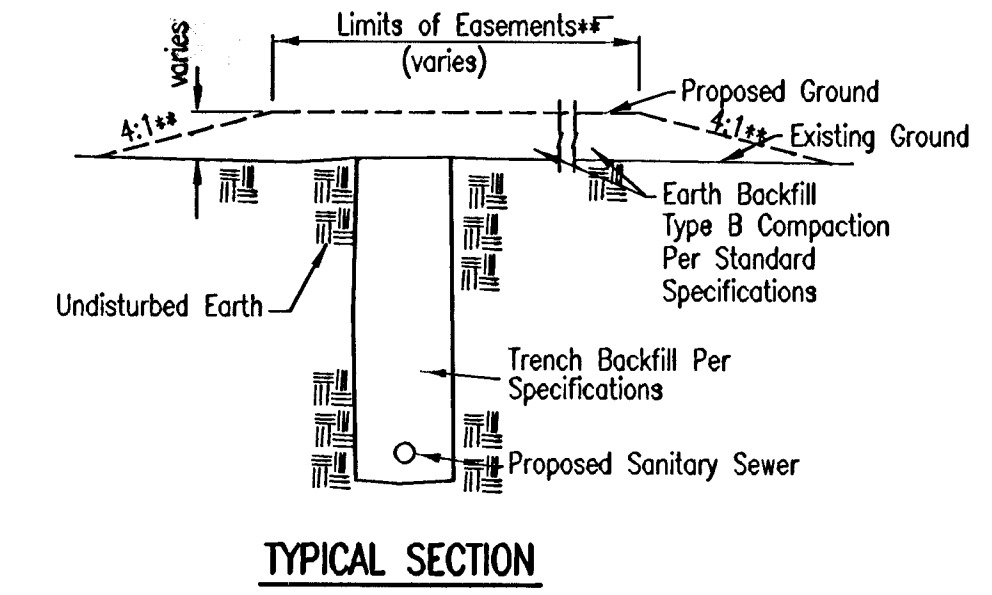 Limits of Easements**
(varies)
varies
4:1**
Proposed Ground
4:1**
Existing Ground
Earth Backfill
Type B Compaction
Per Standard
Specifications
Undisturbed Earth
Trench Backfill Per
Specifications
Proposed Sanitary Sewer
TYPICAL SECTION